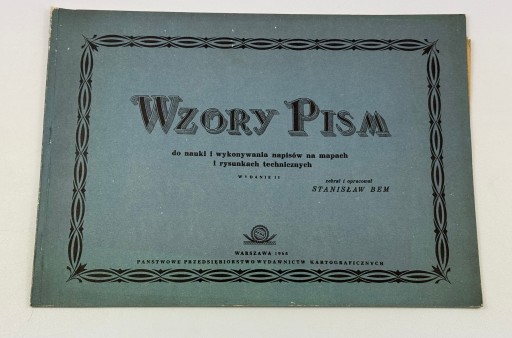 WZORY PISM
do nauki i wykonywania napisów na mapach
i rysunkach technicznych
WYDANIE II
zebrał i opracował
STANISŁAW BEM
WARSZAWA
PAŃSTWOWE PRZEDSIĘBIORSTWO WYDAWNICTW KARTOGRAFICZNYCH